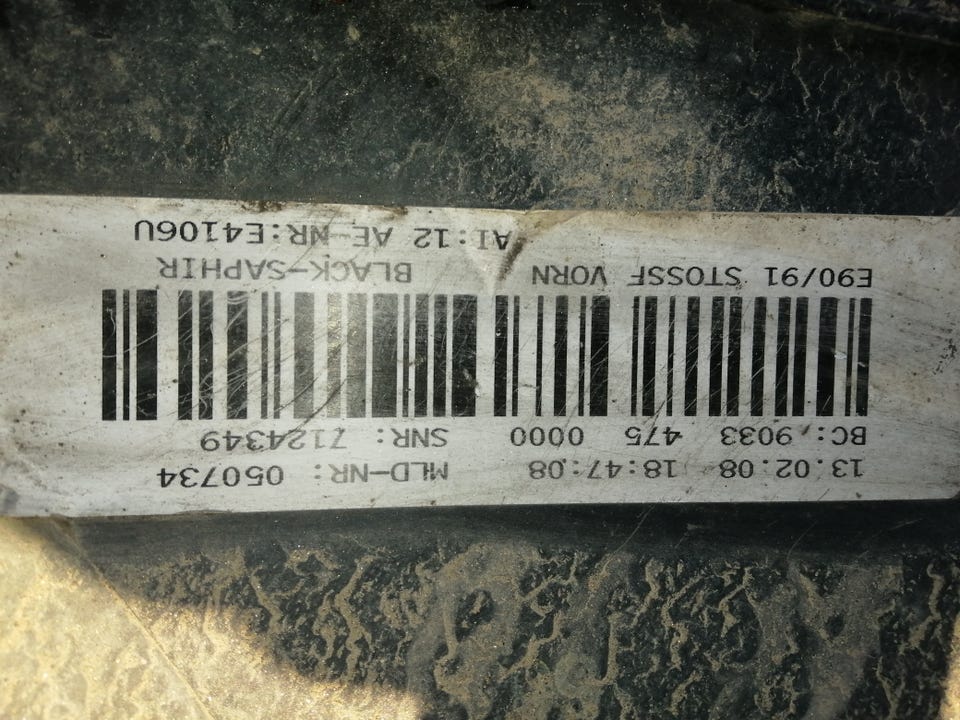 13.02.08 18:47:08 MLD-NR: 050734
BC: 9033 475 0000 SNR: 7124349
E90/91 STOSSF VORN BLACK-SAPHIR
AI:12 AE-NR:E4106U